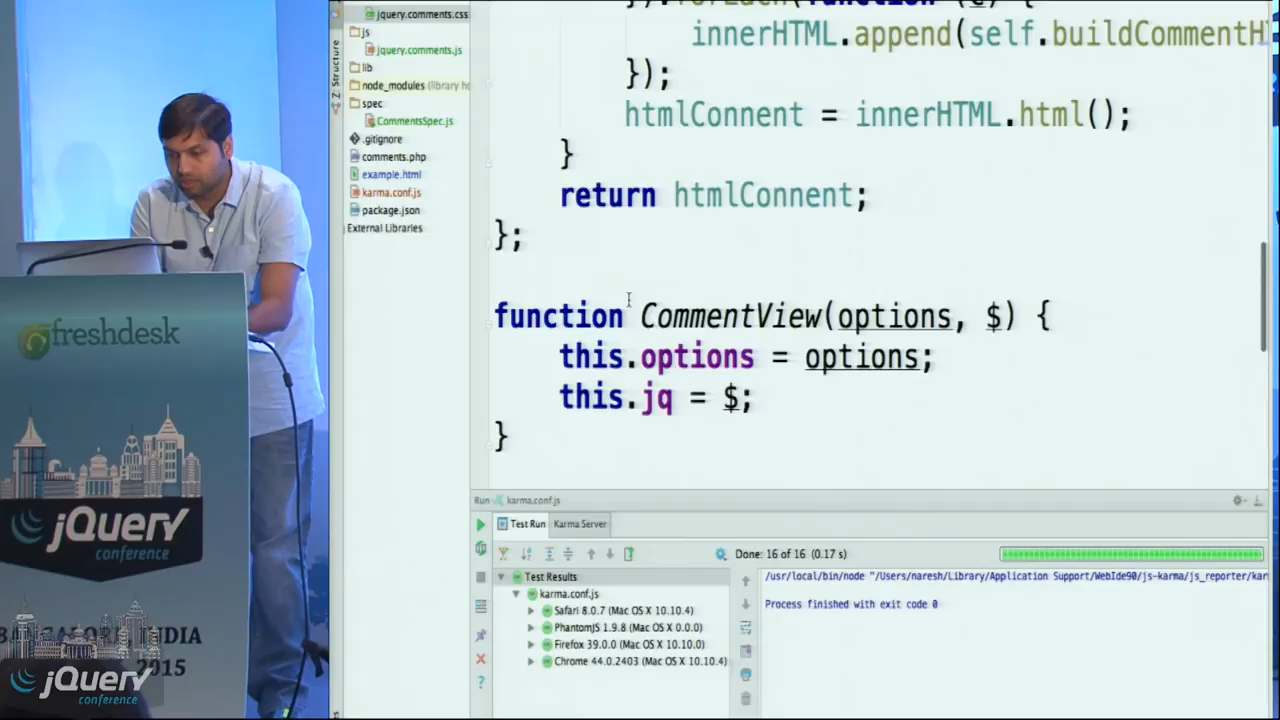 jquery.comments.css
js
jquery.comments.js
lib
node_modules (library ho
spec
CommentsSpec.js
.gitignore
comments.php
example.html
karma.conf.js
package.json
External Libraries
Z: Structure
innerHTML.append(self.buildCommentH
});
htmlConnent = innerHTML.html();
}
return htmlConnent;
};
function CommentView(options, $) {
this.options = options;
this.jq = $;
}
Run karma.conf.js
Test Run Karma Server
Done: 16 of 16 (0.17 s)
Test Results
karma.conf.js
Safari 8.0.7 (Mac OS X 10.10.4)
PhantomJS 1.9.8 (Mac OS X 0.0.0)
Firefox 39.0.0 (Mac OS X 10.10.0)
Chrome 44.0.2403 (Mac OS X 10.10.4)
/usr/local/bin/node "/Users/naresh/Library/Application Support/WebIde90/js-karma/js_reporter/kar
Process finished with exit code 0
freshdesk
jQuery
conference
BANGALORE, INDIA
2015
jQuery
conference